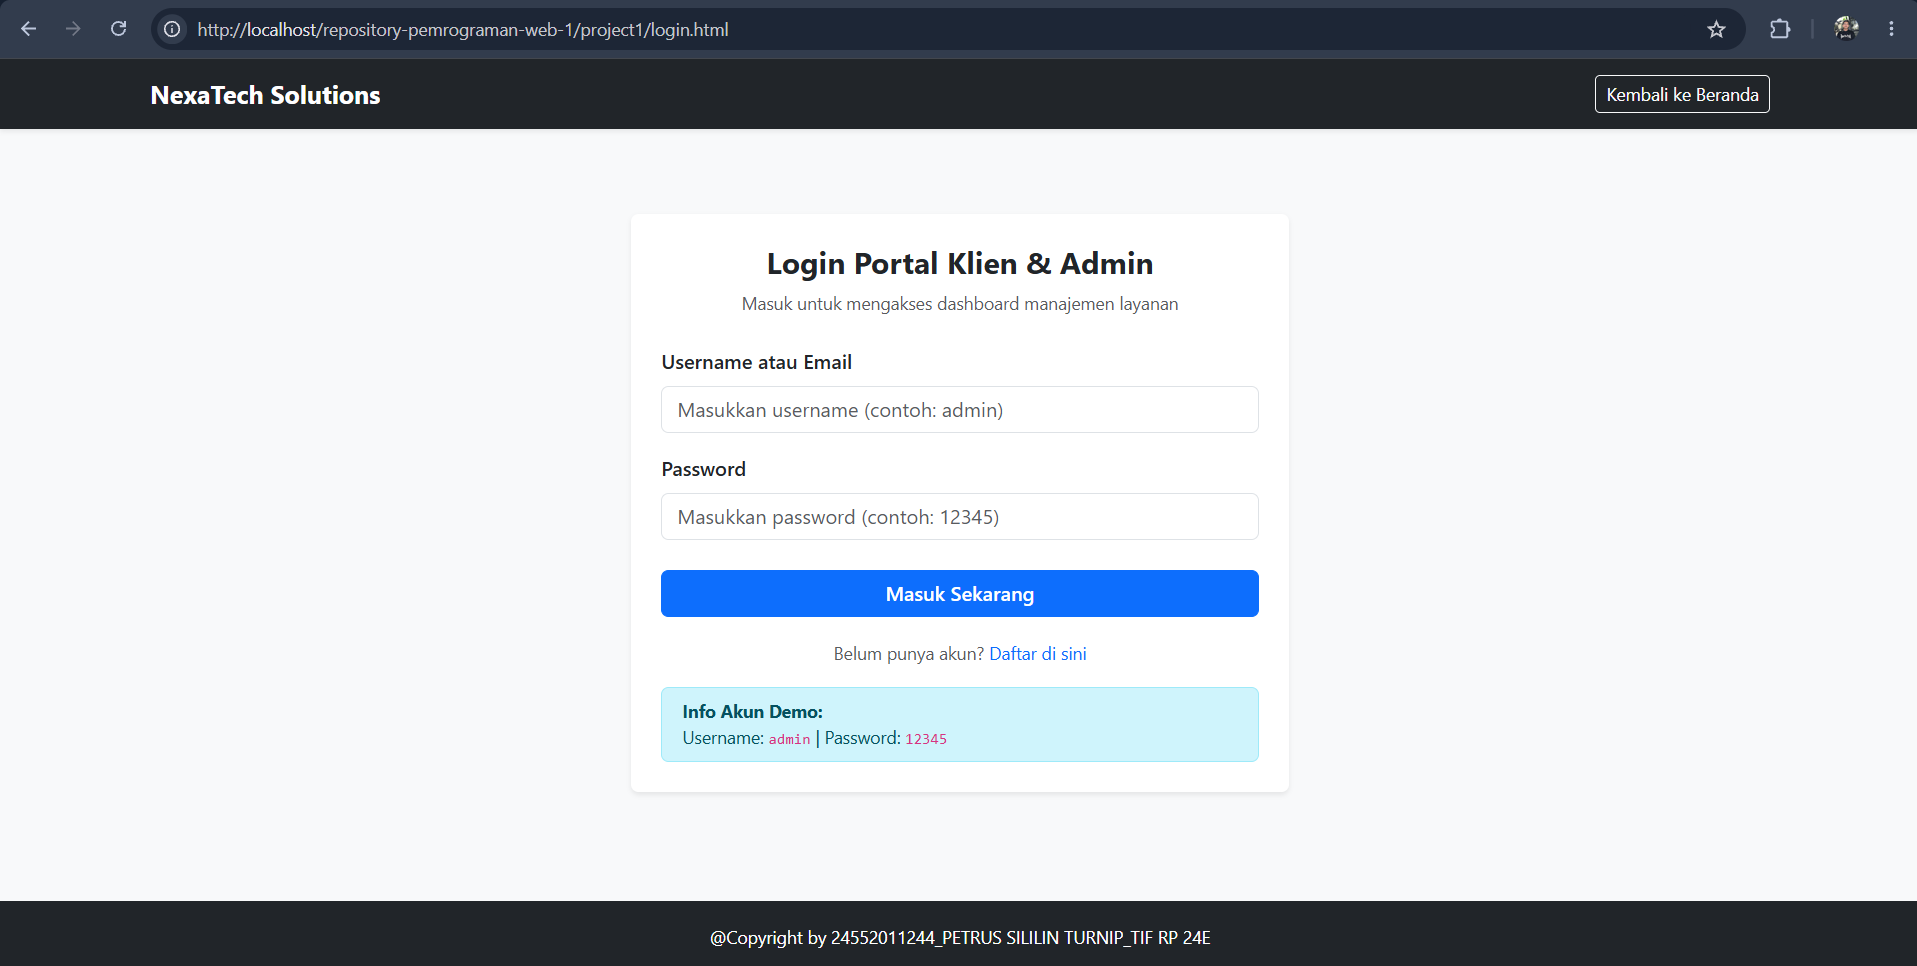 http://localhost/repository-pemrograman-web-1/project1/login.html
NexaTech Solutions
Kembali ke Beranda
Login Portal Klien & Admin
Masuk untuk mengakses dashboard manajemen layanan
Username atau Email
Masukkan username (contoh: admin)
Password
Masukkan password (contoh: 12345)
Masuk Sekarang
Belum punya akun? Daftar di sini
Info Akun Demo:
Username: admin | Password: 12345
@Copyright by 24552011244_PETRUS SILILIN TURNIP_TIF RP 24E